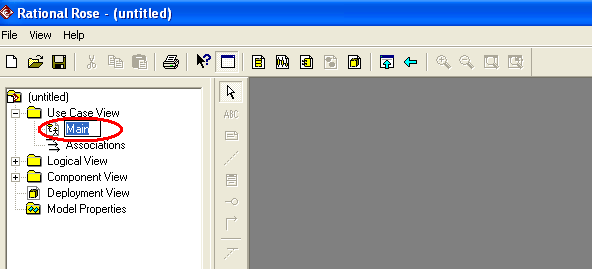 Rational Rose - (untitled)
File View Help
(untitled)
Use Case View
Main
Associations
Logical View
Component View
Deployment View
Model Properties
ABC